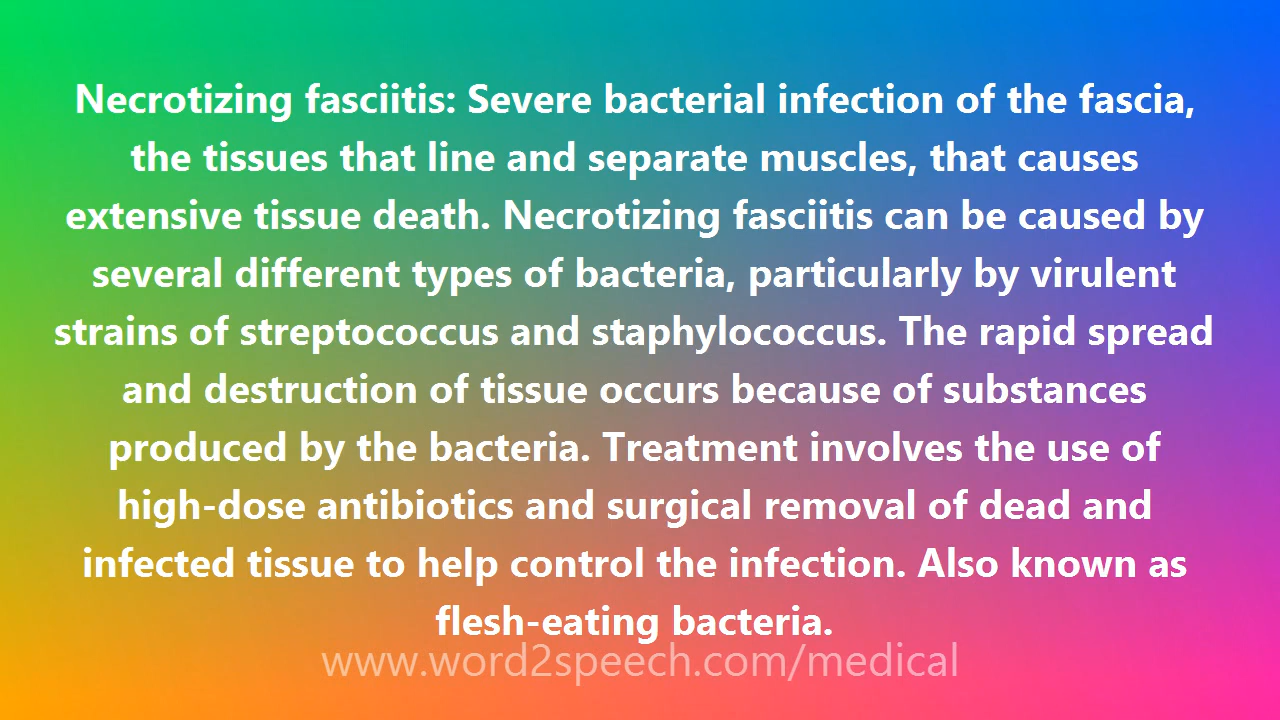 Necrotizing fasciitis: Severe bacterial infection of the fascia,
the tissues that line and separate muscles, that causes
extensive tissue death. Necrotizing fasciitis can be caused by
several different types of bacteria, particularly by virulent
strains of streptococcus and staphylococcus. The rapid spread
and destruction of tissue occurs because of substances
produced by the bacteria. Treatment involves the use of
high-dose antibiotics and surgical removal of dead and
infected tissue to help control the infection. Also known as
flesh-eating bacteria.
www.word2speech.com/medical